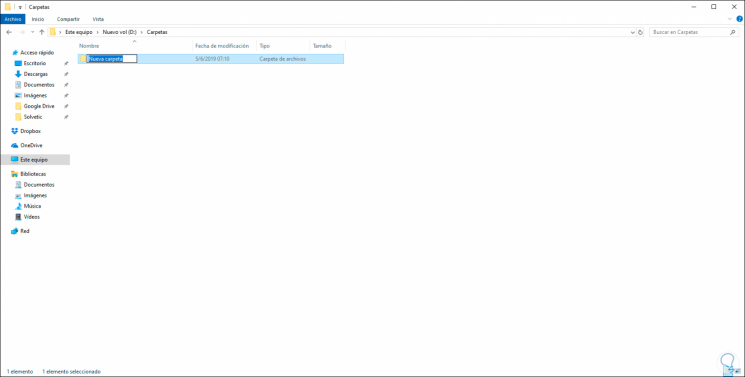 Carpetas
Archivo Inicio Compartir Vista
Este equipo › Nuevo vol (D:) › Carpetas
Buscar en Carpetas
Nombre Fecha de modificación Tipo Tamaño
Nueva carpeta 5/6/2019 07:10 Carpeta de archivos
Acceso rápido
Escritorio
Descargas
Documentos
Imágenes
Google Drive
Solvetic
Dropbox
OneDrive
Este equipo
Bibliotecas
Documentos
Imágenes
Música
Vídeos
Red
1 elemento 1 elemento seleccionado